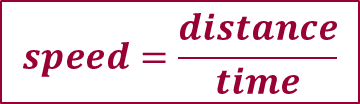 speed = distance / time